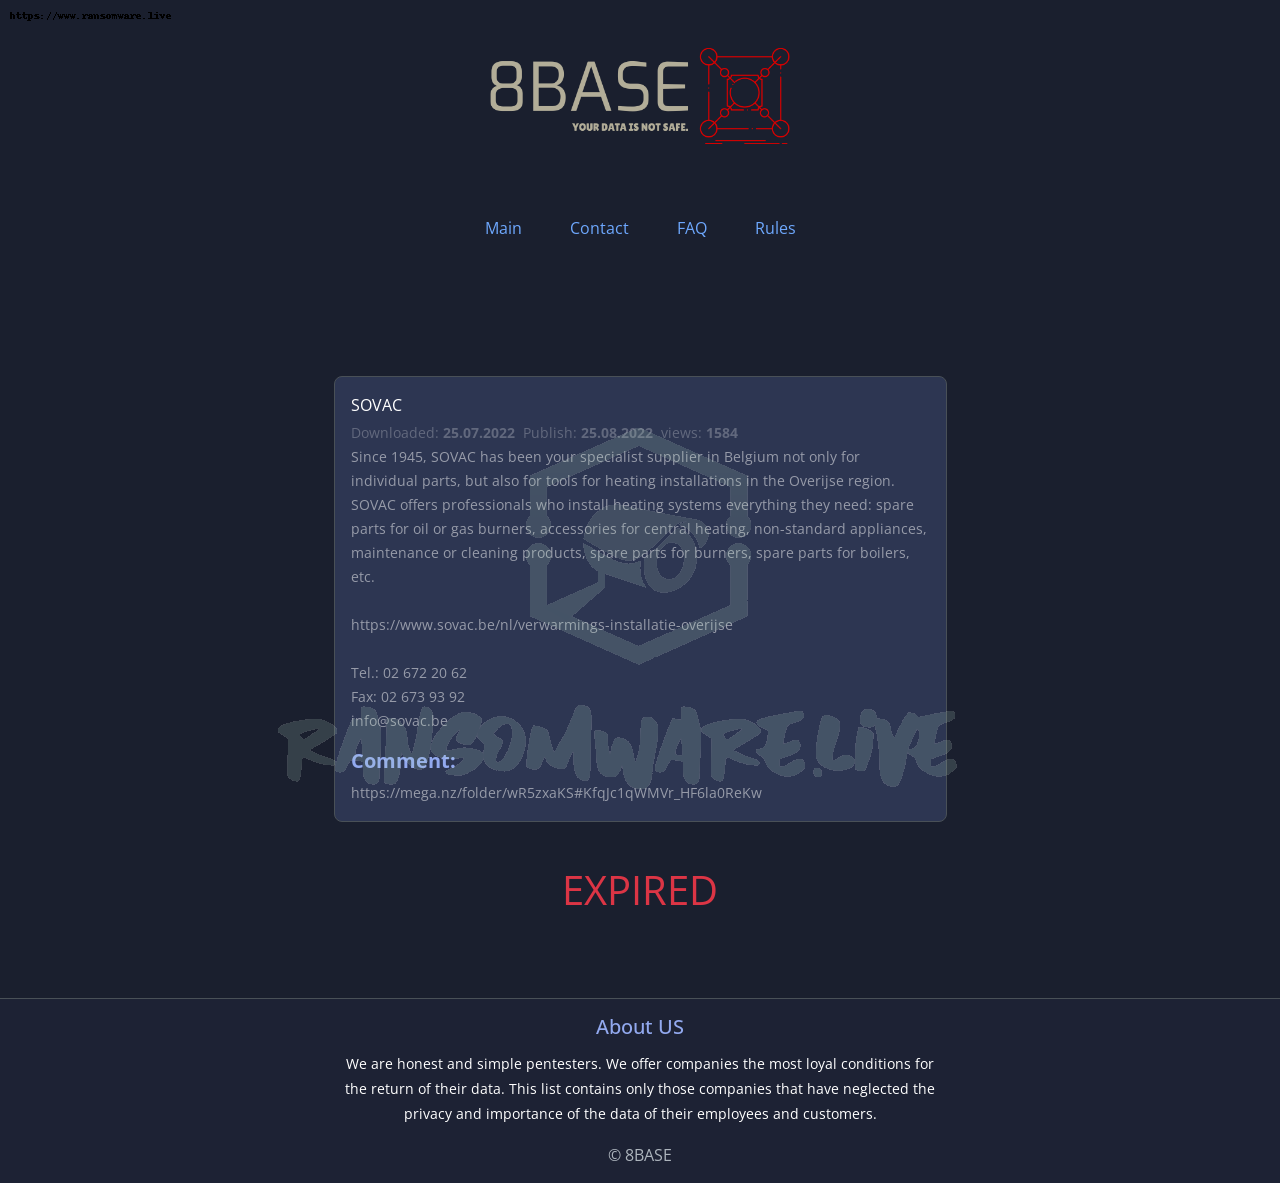 https://www.ransomware.live
8BASE
YOUR DATA IS NOT SAFE.
Main Contact FAQ Rules
SOVAC
Downloaded: 25.07.2022 Publish: 25.08.2022 views: 1584
Since 1945, SOVAC has been your specialist supplier in Belgium not only for
individual parts, but also for tools for heating installations in the Overijse region.
SOVAC offers professionals who install heating systems everything they need: spare
parts for oil or gas burners, accessories for central heating, non-standard appliances,
maintenance or cleaning products, spare parts for burners, spare parts for boilers,
etc.
https://www.sovac.be/nl/verwarmings-installatie-overijse
Tel.: 02 672 20 62
Fax: 02 673 93 92
info@sovac.be
RANSOMWARE.LIVE
Comment:
https://mega.nz/folder/wR5zxaKS#KfqJc1qWMVr_HF6la0ReKw
EXPIRED
About US
We are honest and simple pentesters. We offer companies the most loyal conditions for
the return of their data. This list contains only those companies that have neglected the
privacy and importance of the data of their employees and customers.
© 8BASE